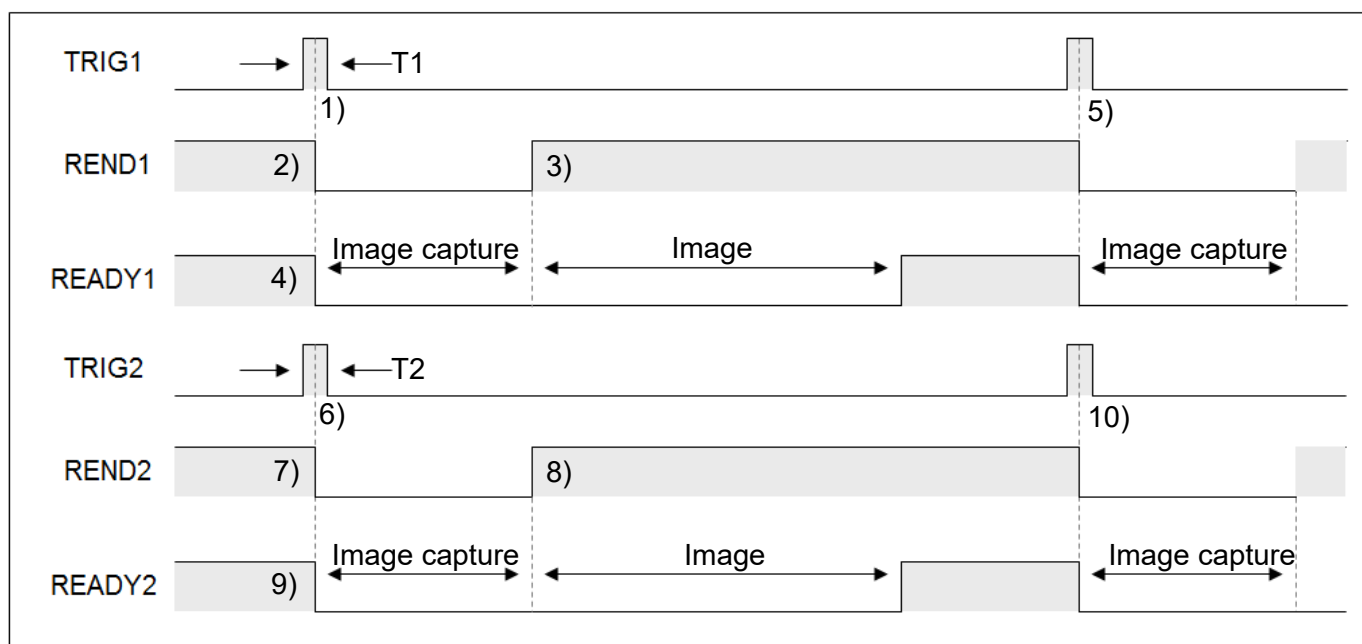 TRIG1
T1
1)
5)
REND1
2)
3)
Image capture
Image
Image capture
READY1
4)
TRIG2
T2
6)
10)
REND2
7)
8)
Image capture
Image
Image capture
READY2
9)